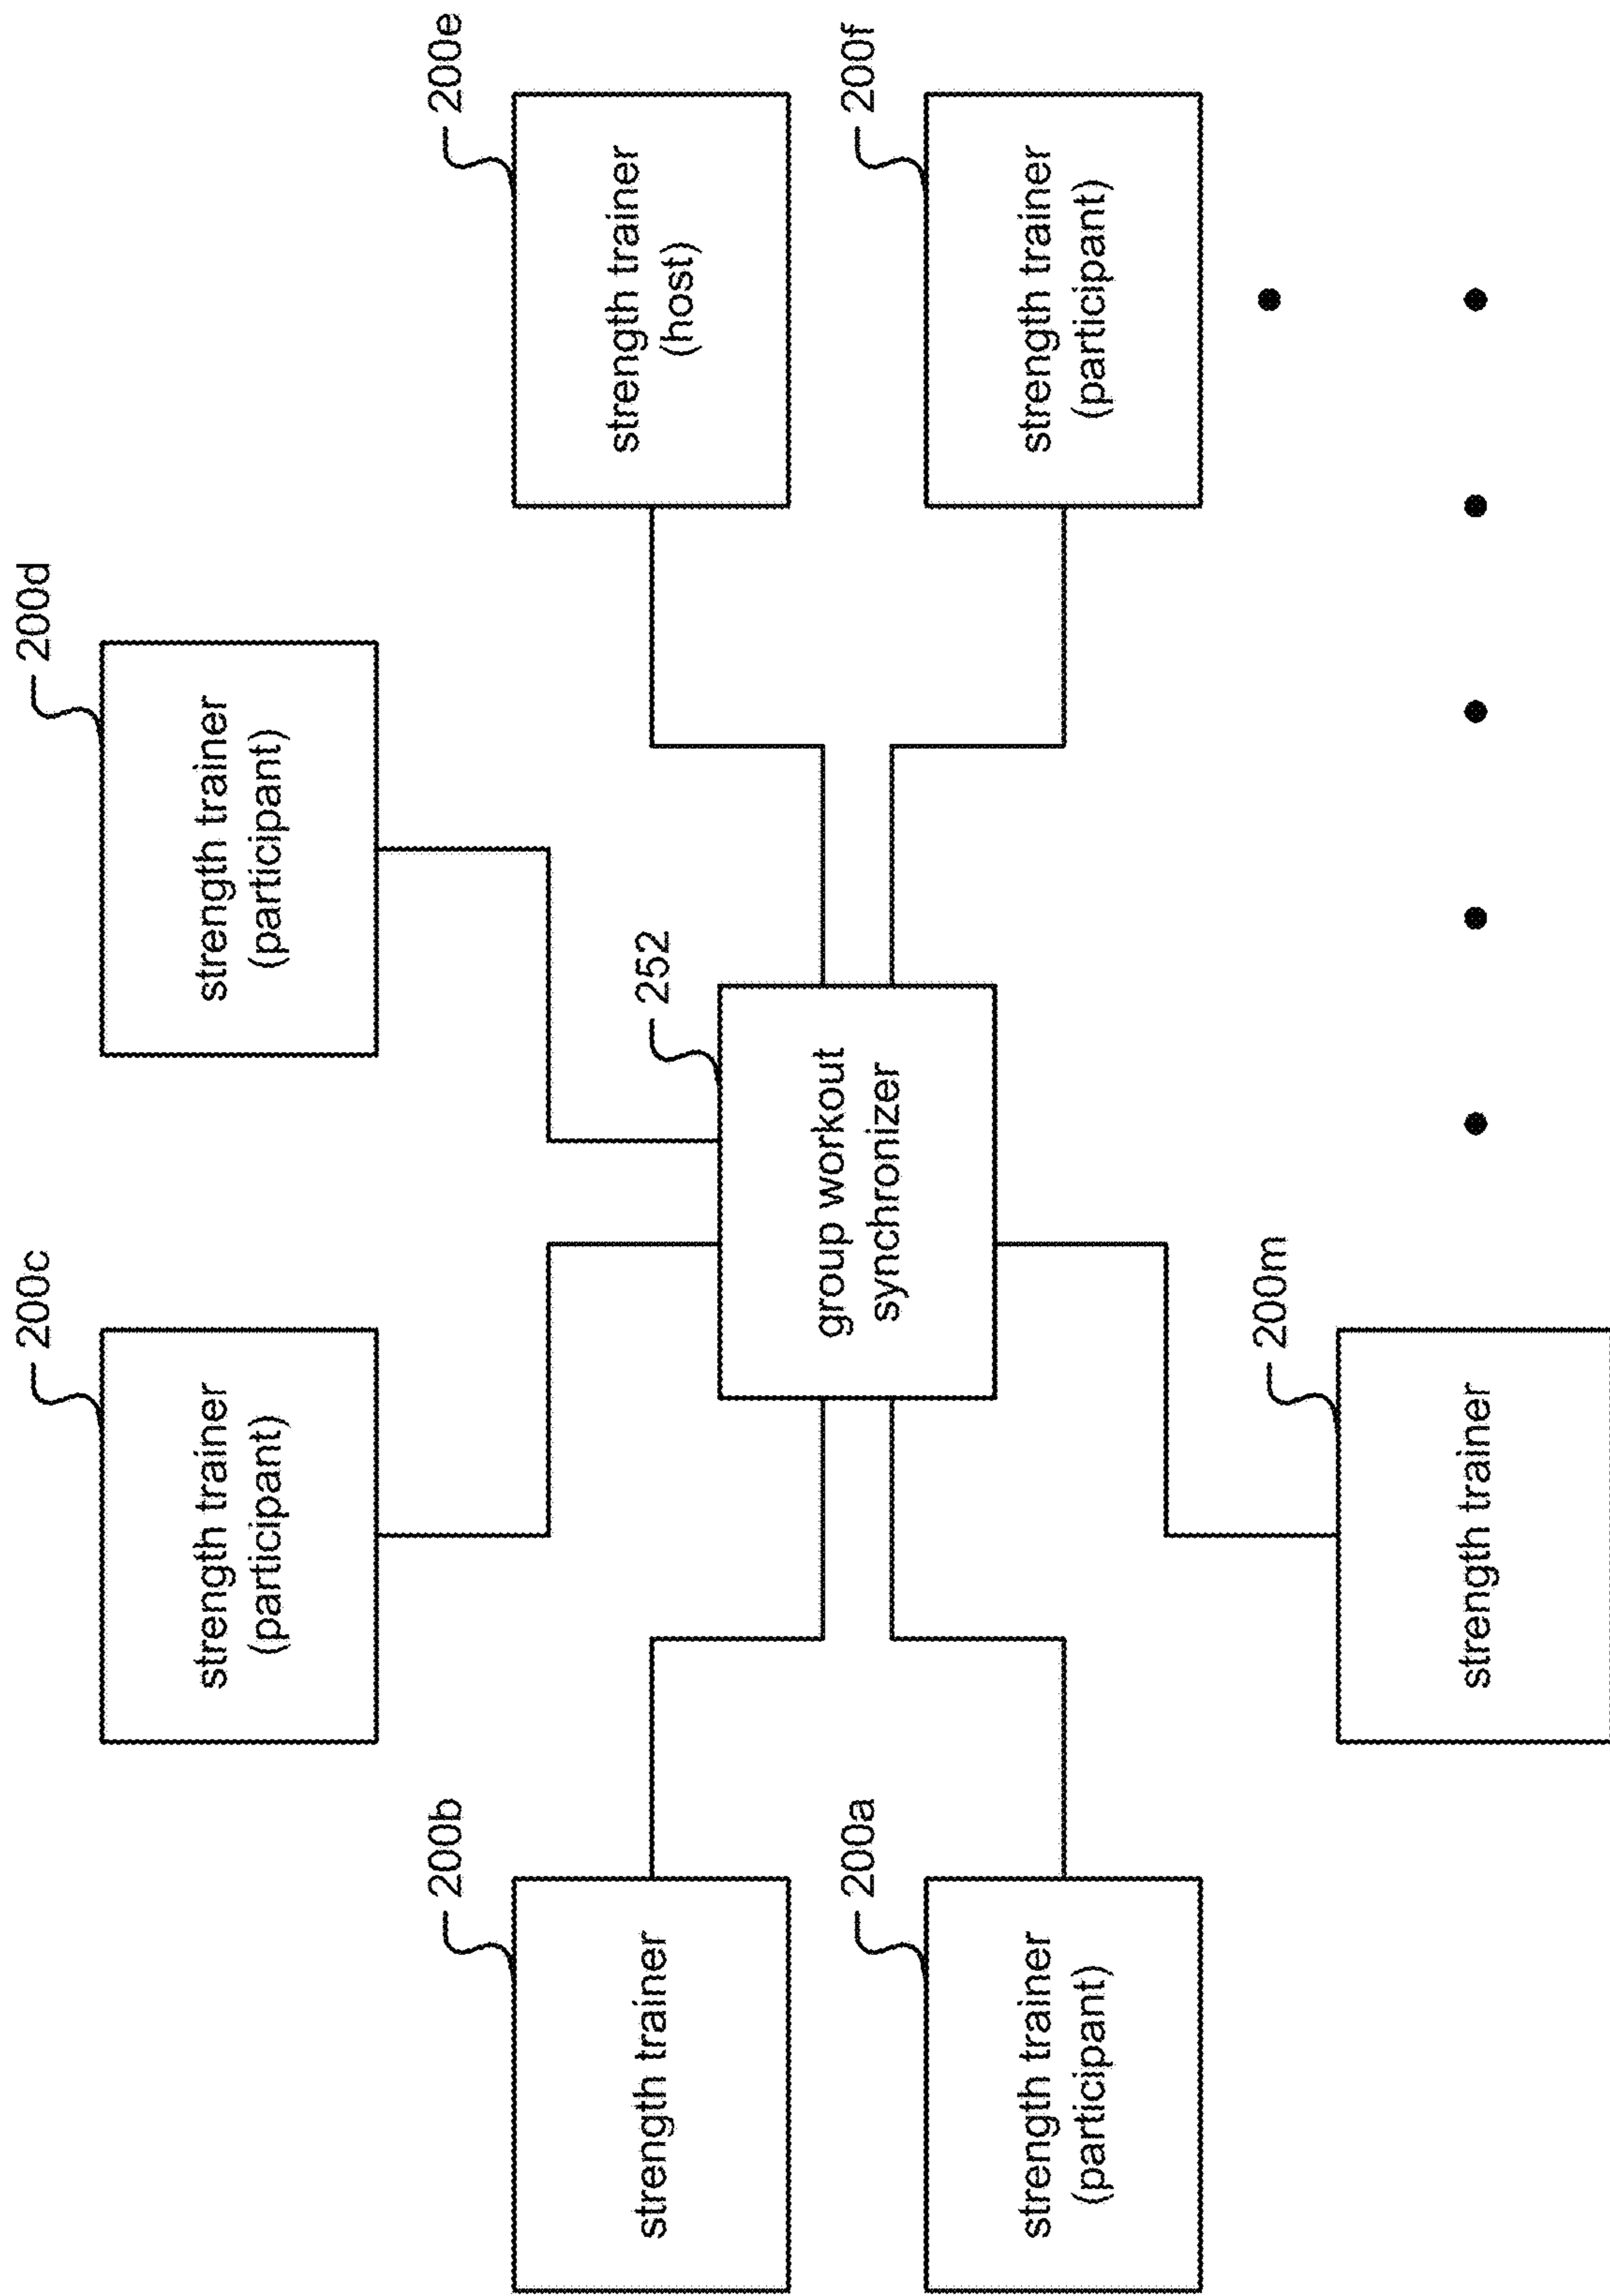 200c
strength trainer
(participant)
200d
strength trainer
(participant)
200b
strength trainer
200e
strength trainer
(host)
252
group workout
synchronizer
200a
strength trainer
(participant)
200f
strength trainer
(participant)
200m
strength trainer